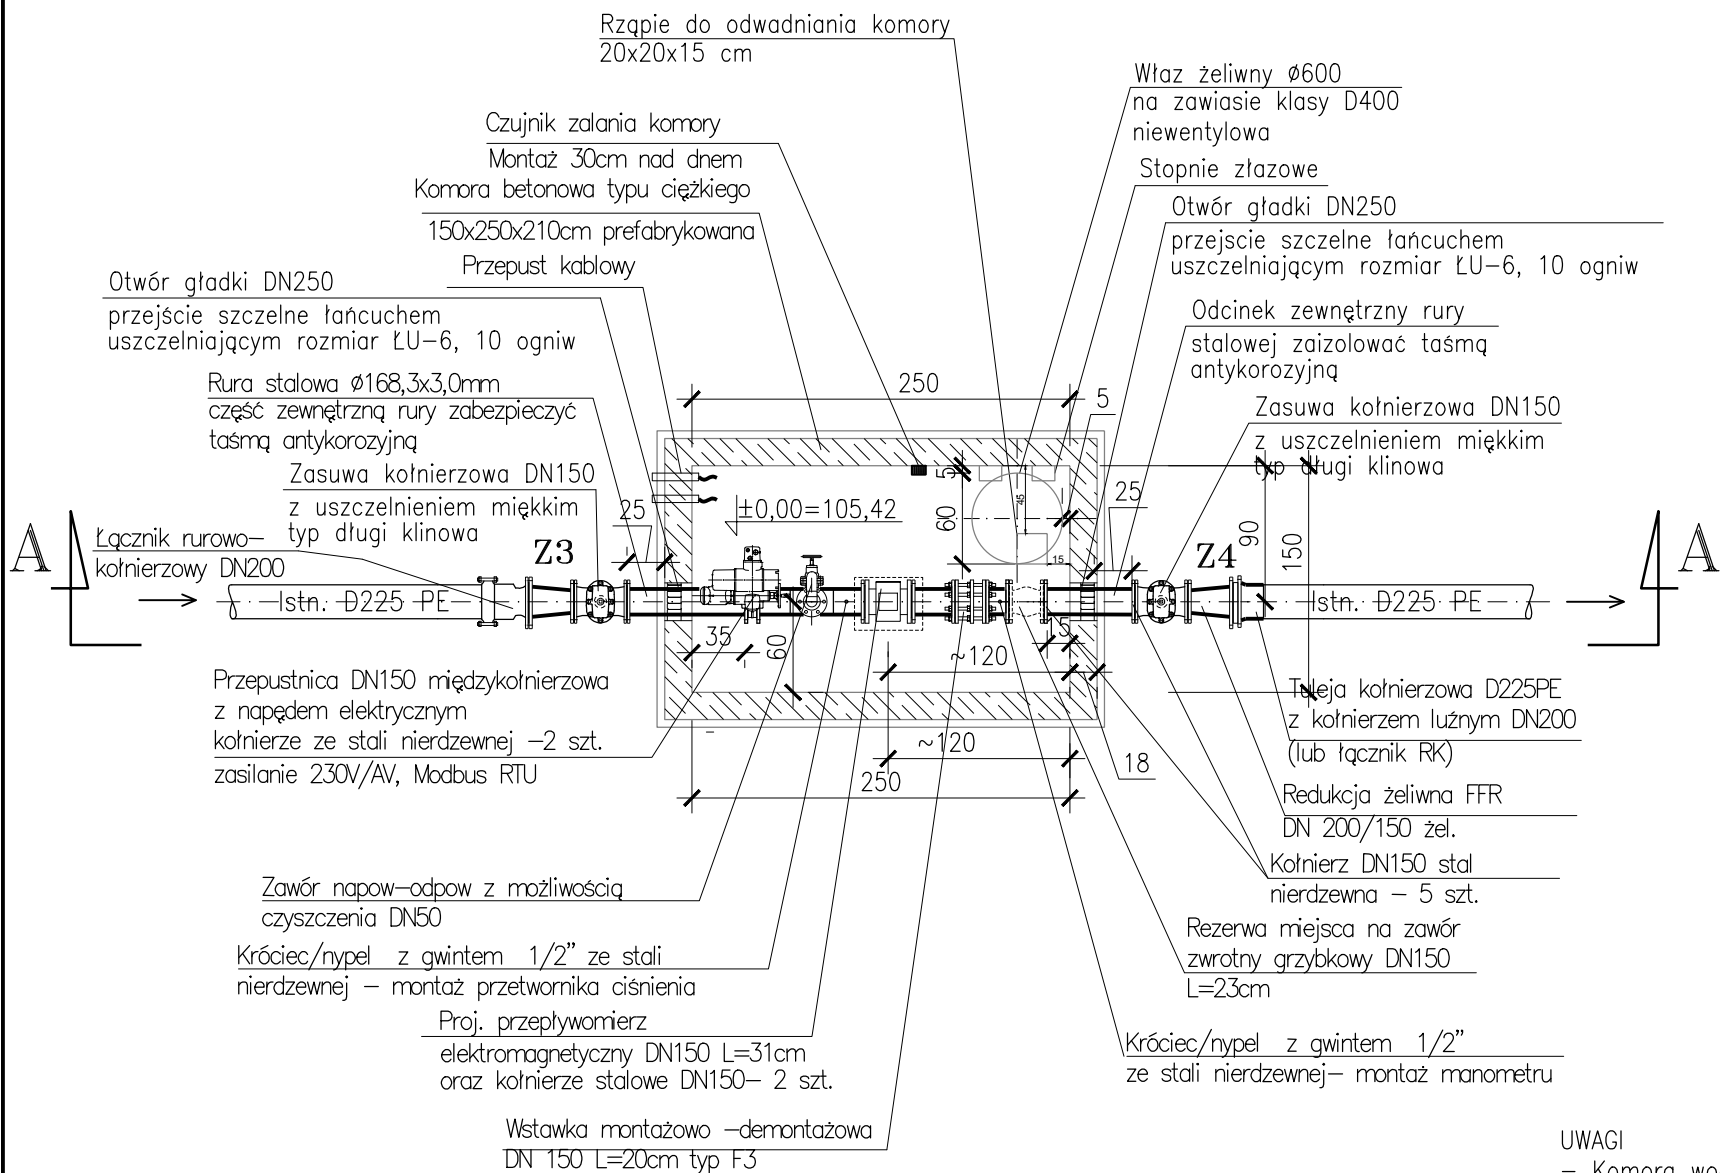 Rząpie do odwadniania komory
20x20x15 cm
Właz żeliwny ø600
na zawiasie klasy D400
niewentylowa
Czujnik zalania komory
Montaż 30cm nad dnem
Stopnie złazowe
Komora betonowa typu ciężkiego
150x250x210cm prefabrykowana
Otwór gładki DN250
przejscie szczelne łańcuchem
uszczelniającym rozmiar ŁU-6, 10 ogniw
Przepust kablowy
Otwór gładki DN250
przejście szczelne łańcuchem
uszczelniającym rozmiar ŁU-6, 10 ogniw
Odcinek zewnętrzny rury
stalowej zaizolować taśmą
antykorozyjną
Rura stalowa ø168,3x3,0mm
część zewnętrzną rury zabezpieczyć
taśmą antykorozyjną
250
5
Zasuwa kołnierzowa DN150
z uszczelnieniem miękkim
typ długi klinowa
Zasuwa kołnierzowa DN150
z uszczelnieniem miękkim
typ długi klinowa
25
±0,00=105,42
5
60
45
15
25
90
150
A
Łącznik rurowo-
kołnierzowy DN200
Z3
Z4
A
Istn. D225 PE
Istn. D225 PE
35
60
15
~120
Przepustnica DN150 międzykołnierzowa
z napędem elektrycznym
kołnierze ze stali nierdzewnej -2 szt.
zasilanie 230V/AV, Modbus RTU
Tuleja kołnierzowa D225PE
z kołnierzem luźnym DN200
(lub łącznik RK)
~120
18
250
Redukcja żeliwna FFR
DN 200/150 żel.
Kołnierz DN150 stal
nierdzewna - 5 szt.
Zawór napow-odpow z możliwością
czyszczenia DN50
Rezerwa miejsca na zawór
zwrotny grzybkowy DN150
L=23cm
Króciec/nypel z gwintem 1/2" ze stali
nierdzewnej - montaż przetwornika ciśnienia
Proj. przepływomierz
elektromagnetyczny DN150 L=31cm
oraz kołnierze stalowe DN150- 2 szt.
Króciec/nypel z gwintem 1/2"
ze stali nierdzewnej- montaż manometru
Wstawka montażowo -demontażowa
DN 150 L=20cm typ F3
UWAGI
- Komora wo